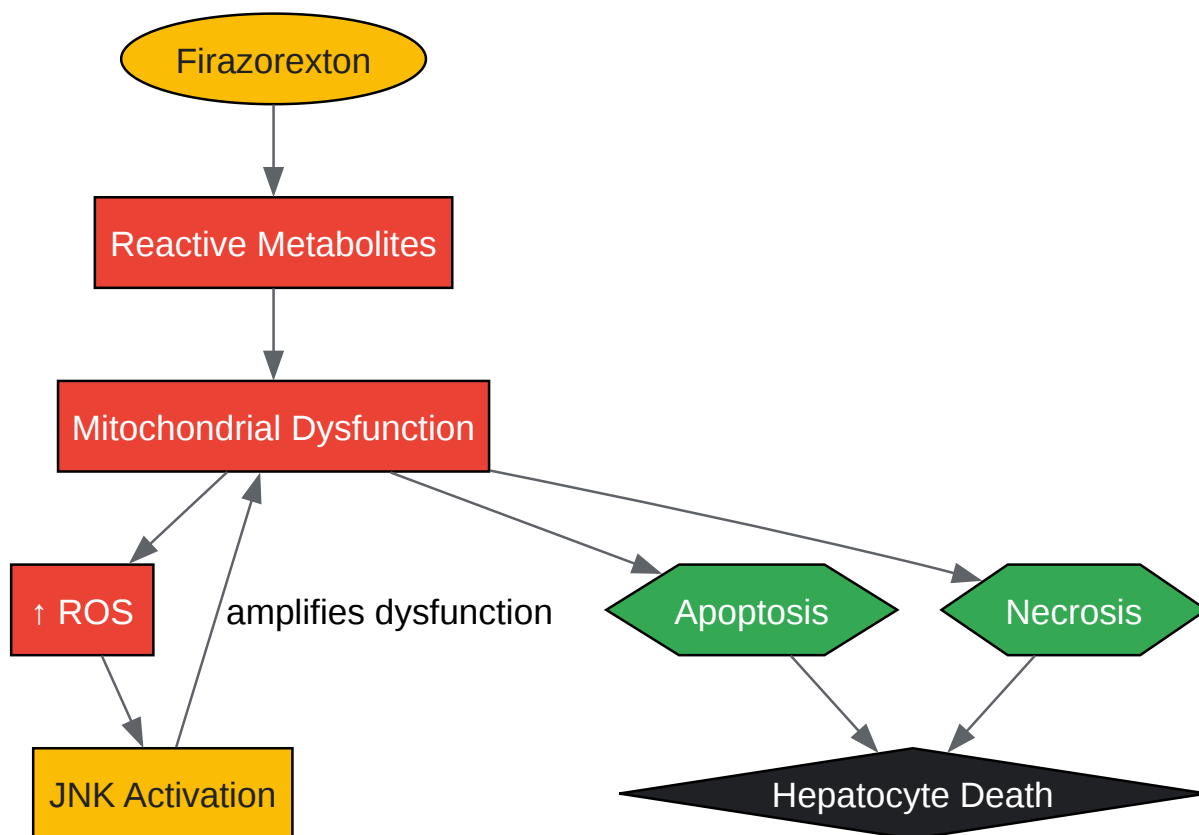 Firazorexton
Reactive Metabolites
Mitochondrial Dysfunction
↑ ROS
amplifies dysfunction
Apoptosis
Necrosis
JNK Activation
Hepatocyte Death